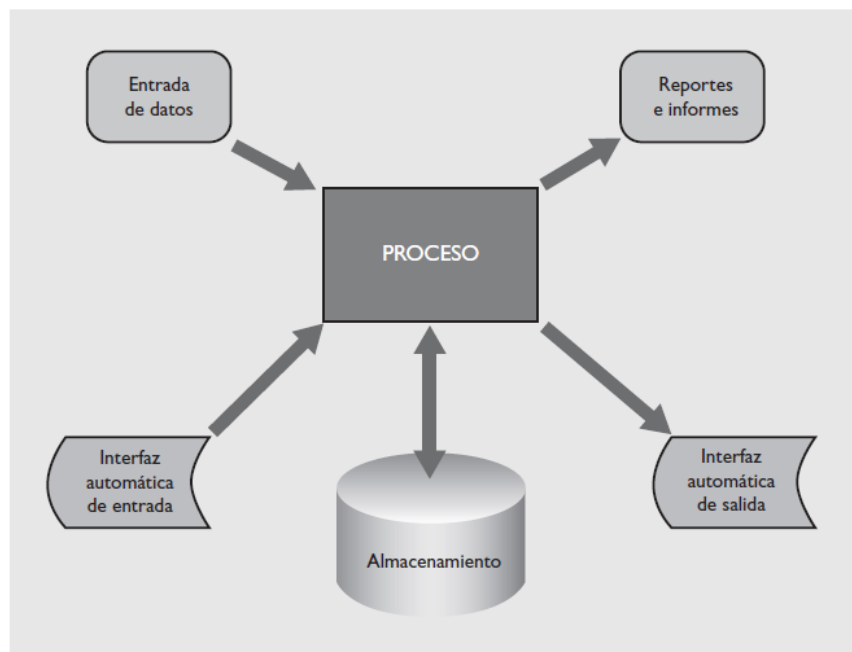 Entrada
de datos
Reportes
e informes
PROCESO
Interfaz
automática
de entrada
Almacenamiento
Interfaz
automática
de salida